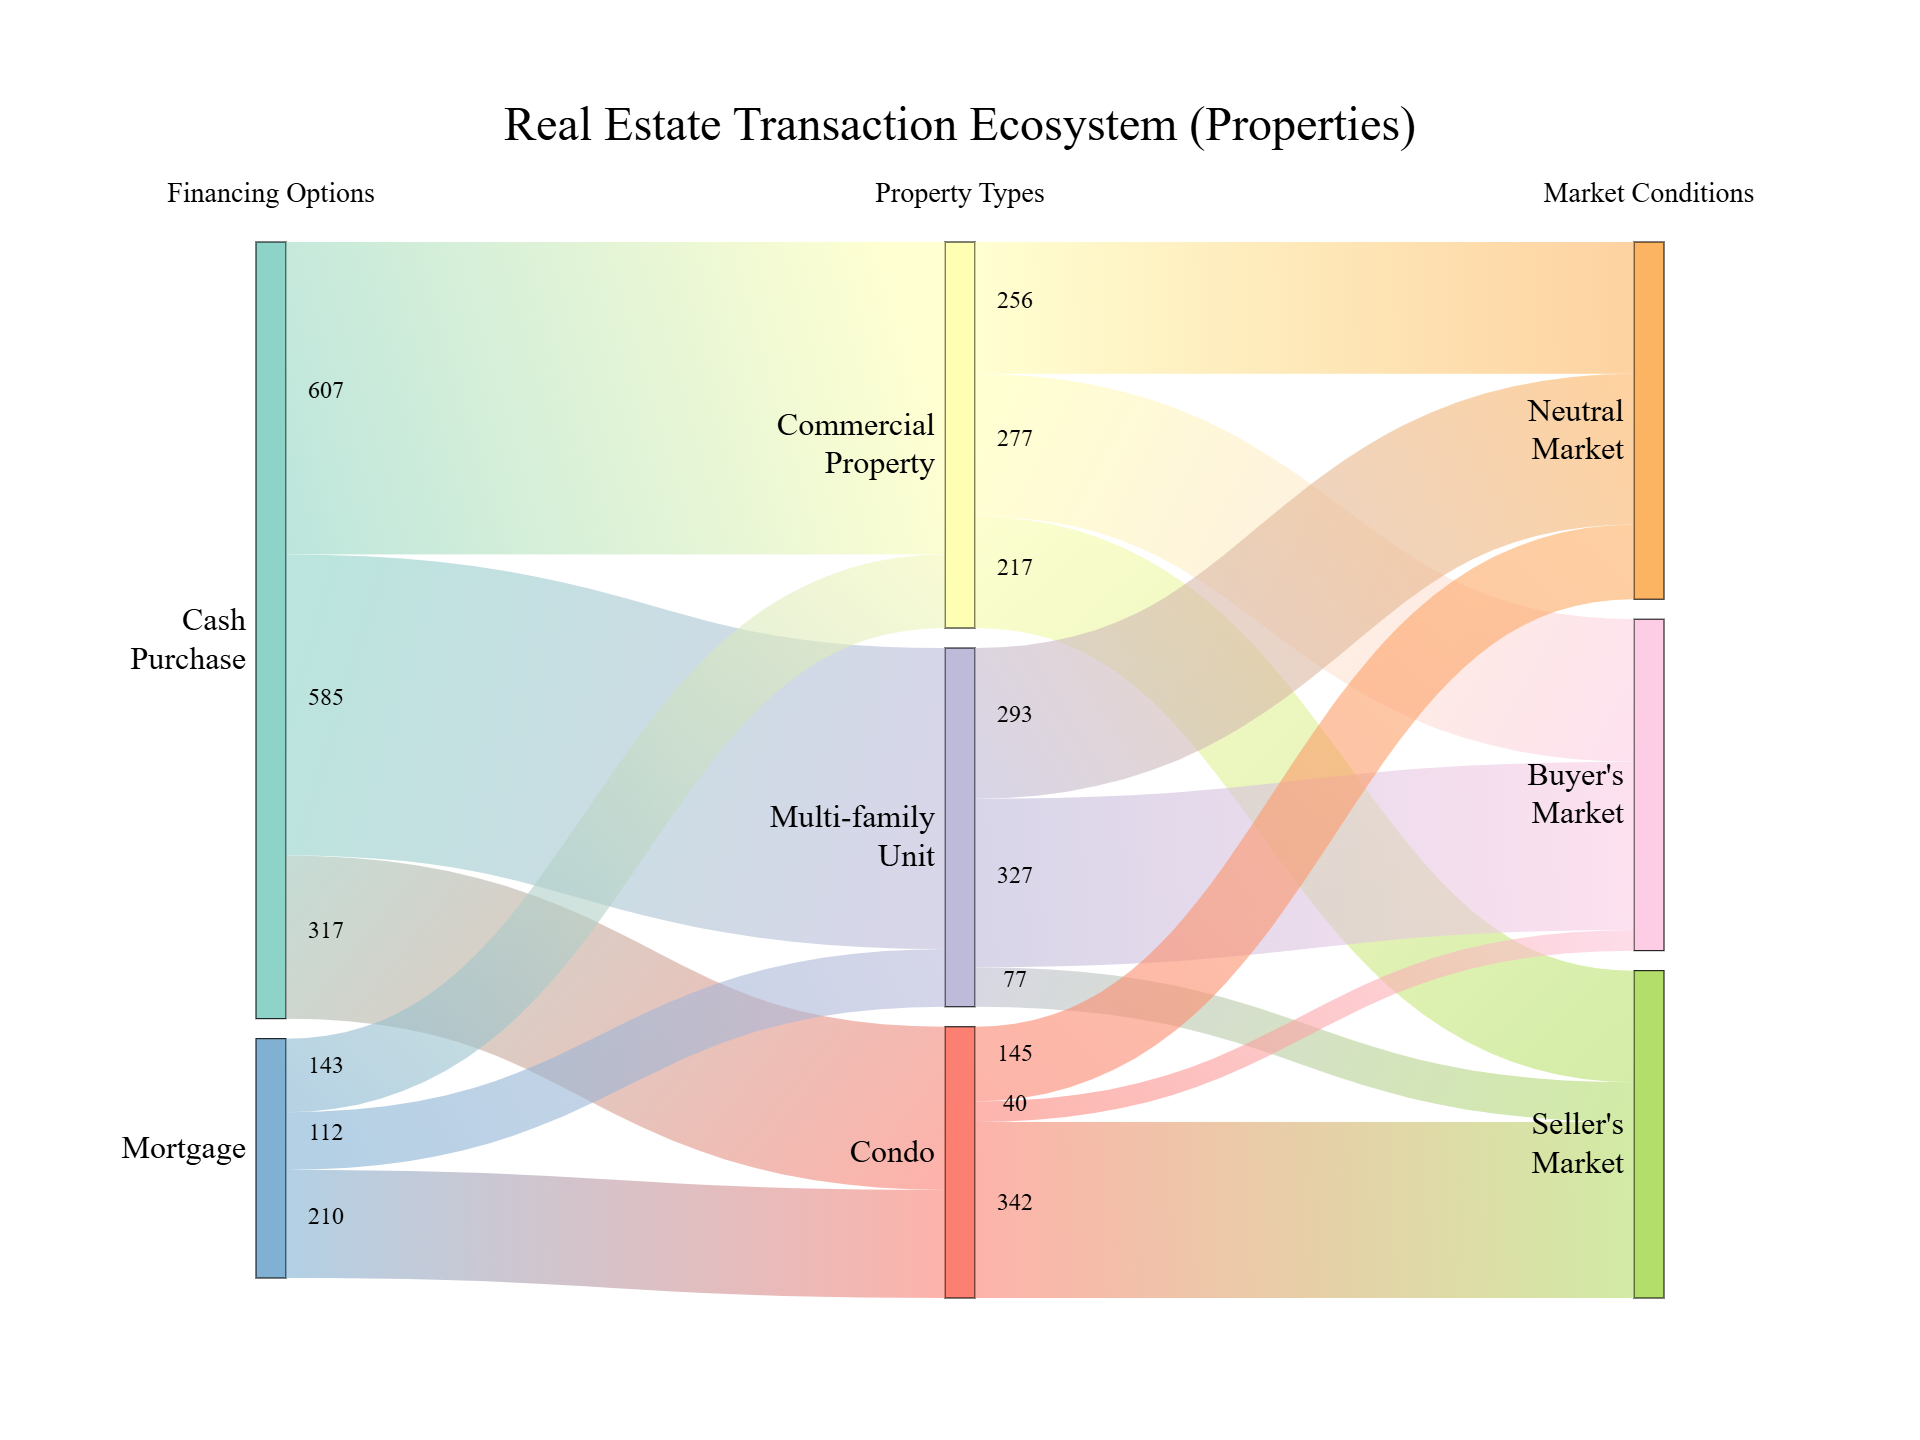 Real Estate Transaction Ecosystem (Properties)
Financing Options
Property Types
Market Conditions
607
585
317
143
112
210
Cash
Purchase
Mortgage
Commercial
Property
Multi-family
Unit
Condo
256
277
217
293
327
77
145
40
342
Neutral
Market
Buyer's
Market
Seller's
Market